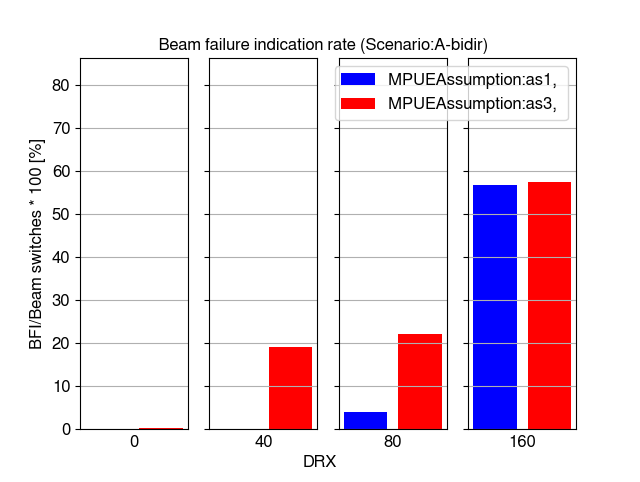 Beam failure indication rate (Scenario:A-bidir)
MPUEAssumption:as1,
MPUEAssumption:as3,
BFI/Beam switches * 100 [%]
80
70
60
50
40
30
20
10
0
0 40 80 160
DRX